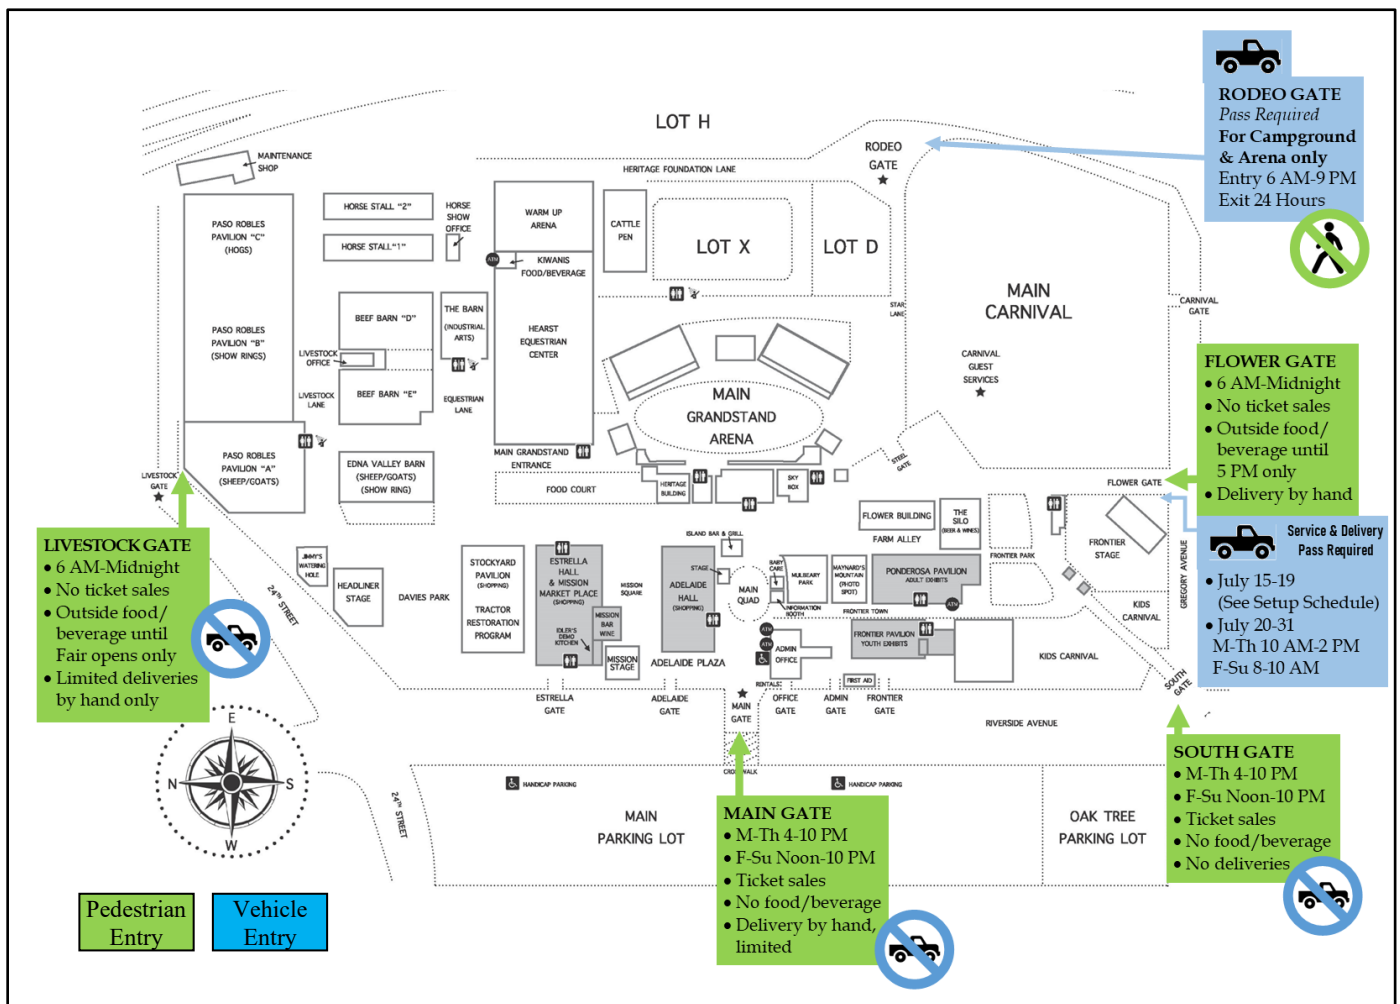 RODEO GATE
Pass Required
For Campground
& Arena only
Entry 6 AM-9 PM
Exit 24 Hours
LOT H
RODEO
GATE
HERITAGE FOUNDATION LANE
MAINTENANCE
SHOP
PASO ROBLES
PAVILION "C"
(HOGS)
HORSE STALL "2"
HORSE STALL"1"
HORSE
SHOW
OFFICE
WARM UP
ARENA
CATTLE
PEN
LOT X
LOT D
ATM
KIWANIS
FOOD/BEVERAGE
MAIN
CARNIVAL
STAR
LANE
CARNIVAL
GATE
PASO ROBLES
PAVILION "B"
(SHOW RINGS)
BEEF BARN "D"
THE BARN
(INDUSTRIAL
ARTS)
HEARST
EQUESTRIAN
CENTER
LIVESTOCK
OFFICE
LIVESTOCK
LANE
BEEF BARN "E"
EQUESTRIAN
LANE
CARNIVAL
GUEST
SERVICES
MAIN
GRANDSTAND
ARENA
FLOWER GATE
• 6 AM-Midnight
• No ticket sales
• Outside food/
beverage until
5 PM only
• Delivery by hand
PASO ROBLES
PAVILION "A"
(SHEEP/GOATS)
EDNA VALLEY BARN
(SHEEP/GOATS)
(SHOW RING)
MAIN GRANDSTAND
ENTRANCE
FOOD COURT
HERITAGE
BUILDING
SKY
BOX
STEEL
GATE
FLOWER GATE
LIVESTOCK
GATE
LIVESTOCK GATE
• 6 AM-Midnight
• No ticket sales
• Outside food/
beverage until
Fair opens only
• Limited deliveries
by hand only
24TH STREET
JIMMY'S
WATERING
HOLE
HEADLINER
STAGE
DAVIES PARK
STOCKYARD
PAVILION
(SHOPPING)
TRACTOR
RESTORATION
PROGRAM
ESTRELLA
HALL
& MISSION
MARKET PLACE
(SHOPPING)
IDLER'S
DEMO
KITCHEN
MISSION
SQUARE
MISSION
BAR
WINE
MISSION
STAGE
ISLAND BAR & GRILL
STAGE
ADELAIDE
HALL
(SHOPPING)
ADELAIDE PLAZA
MAIN
QUAD
BABY
CARE
MULBEARY
PARK
INFORMATION
BOOTH
MAYNARD'S
MOUNTAIN
(PHOTO
SPOT)
FRONTIER TOWN
FLOWER BUILDING
FARM ALLEY
THE
SILO
(BEER & WINES)
PONDEROSA PAVILION
ADULT EXHIBITS
ATM
FRONTIER PARK
FRONTIER
STAGE
GREGORY AVENUE
KIDS
CARNIVAL
Service & Delivery
Pass Required
• July 15-19
(See Setup Schedule)
• July 20-31
M-Th 10 AM-2 PM
F-Su 8-10 AM
ATM
ATM
ADMIN
OFFICE
RENTALS
FRONTIER PAVILION
YOUTH EXHIBITS
FIRST AID
KIDS CARNIVAL
SOUTH
GATE
ESTRELLA
GATE
ADELAIDE
GATE
MAIN
GATE
OFFICE
GATE
ADMIN
GATE
FRONTIER
GATE
RIVERSIDE AVENUE
CROSSWALK
E
N
S
W
24TH STREET
HANDICAP PARKING
HANDICAP PARKING
MAIN
PARKING LOT
OAK TREE
PARKING LOT
MAIN GATE
• M-Th 4-10 PM
• F-Su Noon-10 PM
• Ticket sales
• No food/beverage
• Delivery by hand,
limited
SOUTH GATE
• M-Th 4-10 PM
• F-Su Noon-10 PM
• Ticket sales
• No food/beverage
• No deliveries
Pedestrian
Entry
Vehicle
Entry